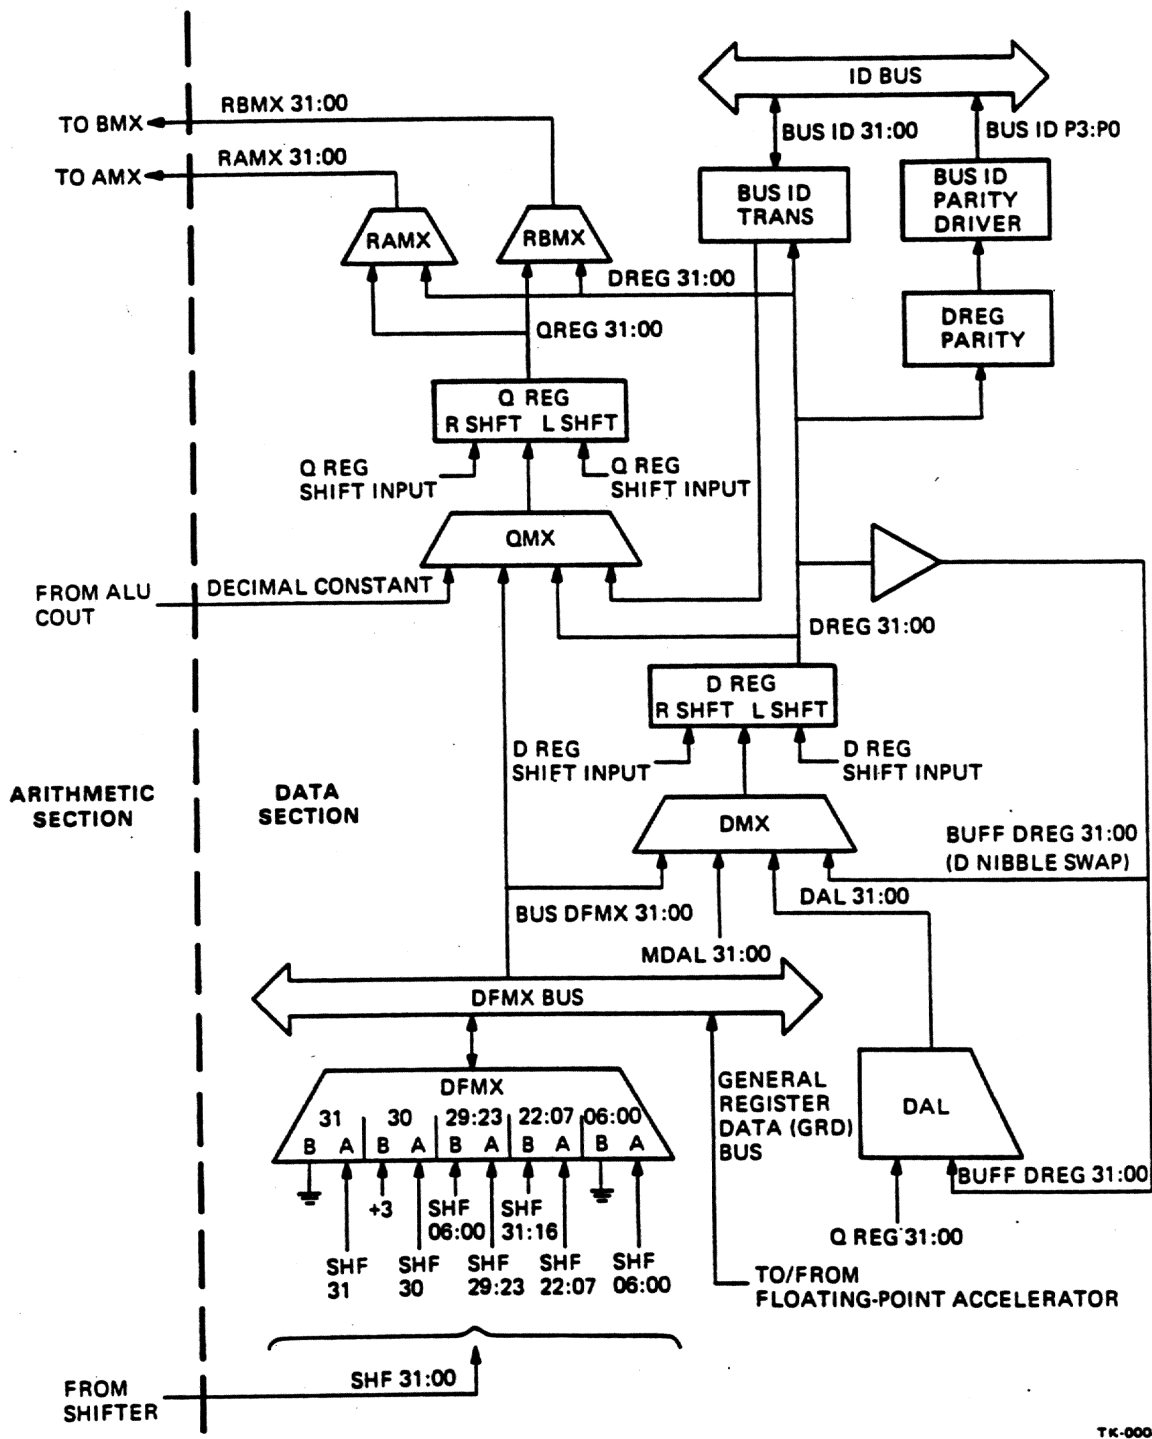 ID BUS
RBMX 31:00
TO BMX
BUS ID 31:00
BUS ID P3:P0
RAMX 31:00
TO AMX
BUS ID
TRANS
BUS ID
PARITY
DRIVER
RAMX
RBMX
DREG 31:00
QREG 31:00
DREG
PARITY
Q REG
R SHFT L SHFT
Q REG
SHIFT INPUT
Q REG
SHIFT INPUT
QMX
FROM ALU
COUT
DECIMAL CONSTANT
DREG 31:00
D REG
R SHFT L SHFT
D REG
SHIFT INPUT
D REG
SHIFT INPUT
ARITHMETIC
SECTION
DATA
SECTION
DMX
BUFF DREG 31:00
(D NIBBLE SWAP)
DAL 31:00
BUS DFMX 31:00
MDAL 31:00
DFMX BUS
DFMX
31 30 29:23 22:07 06:00
B A B A B A B A B A
GENERAL
REGISTER
DATA (GRD)
BUS
DAL
BUFF DREG 31:00
+3
SHF
06:00
SHF
31:16
Q REG 31:00
SHF
31
SHF
30
SHF
29:23
SHF
22:07
SHF
06:00
TO/FROM
FLOATING-POINT ACCELERATOR
SHF 31:00
FROM
SHIFTER
TK-000